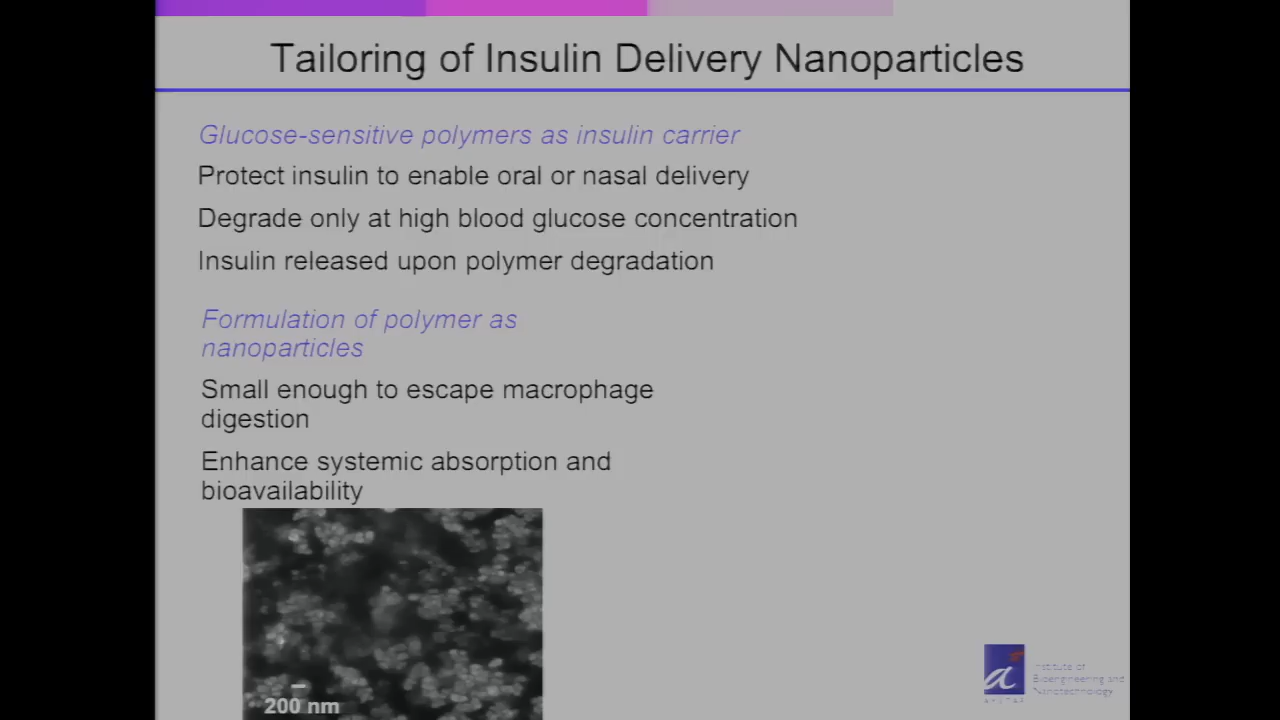 Tailoring of Insulin Delivery Nanoparticles
Glucose-sensitive polymers as insulin carrier
Protect insulin to enable oral or nasal delivery
Degrade only at high blood glucose concentration
Insulin released upon polymer degradation
Formulation of polymer as
nanoparticles
Small enough to escape macrophage
digestion
Enhance systemic absorption and
bioavailability
200 nm
Institute of
Bioengineering and
Nanotechnology